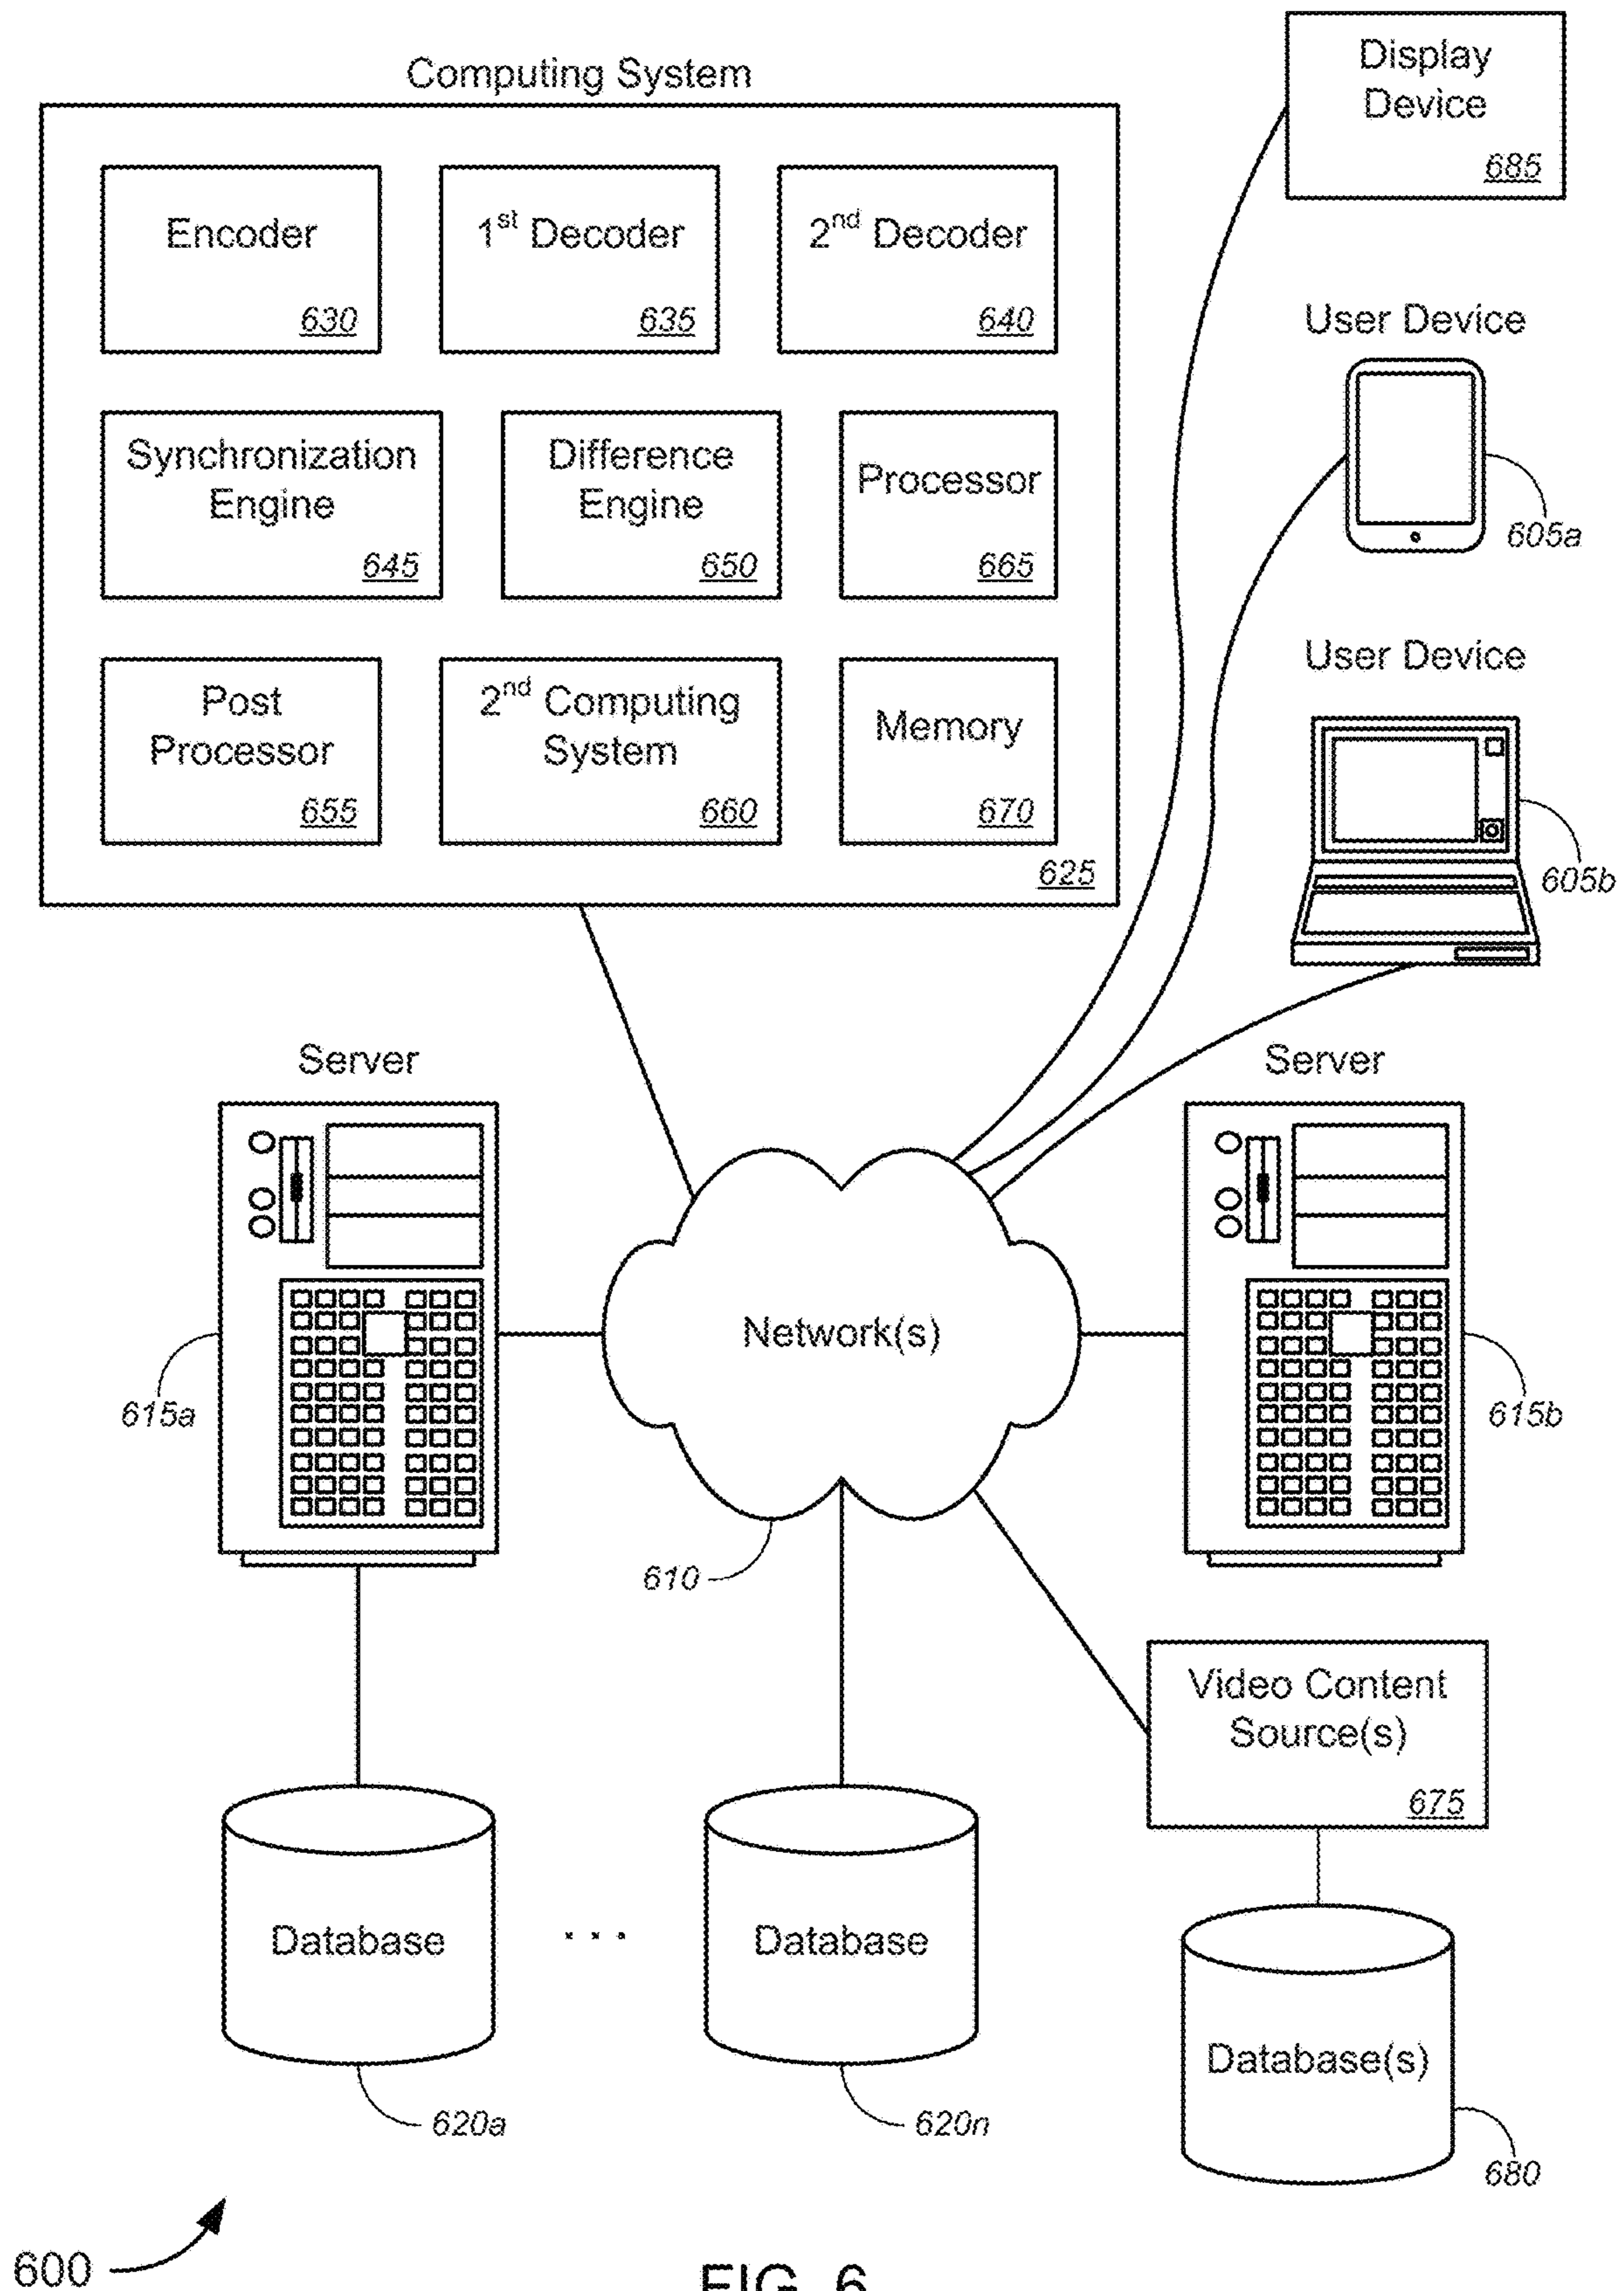 Computing System
Encoder
630
1st Decoder
635
2nd Decoder
640
Synchronization
Engine
645
Difference
Engine
650
Processor
665
Post
Processor
655
2nd Computing
System
660
Memory
670
625
Display
Device
685
User Device
605a
User Device
605b
Server
615a
Server
615b
Network(s)
610
Video Content
Source(s)
675
Database
620a
. . .
Database
620n
Database(s)
680
600
FIG. 6